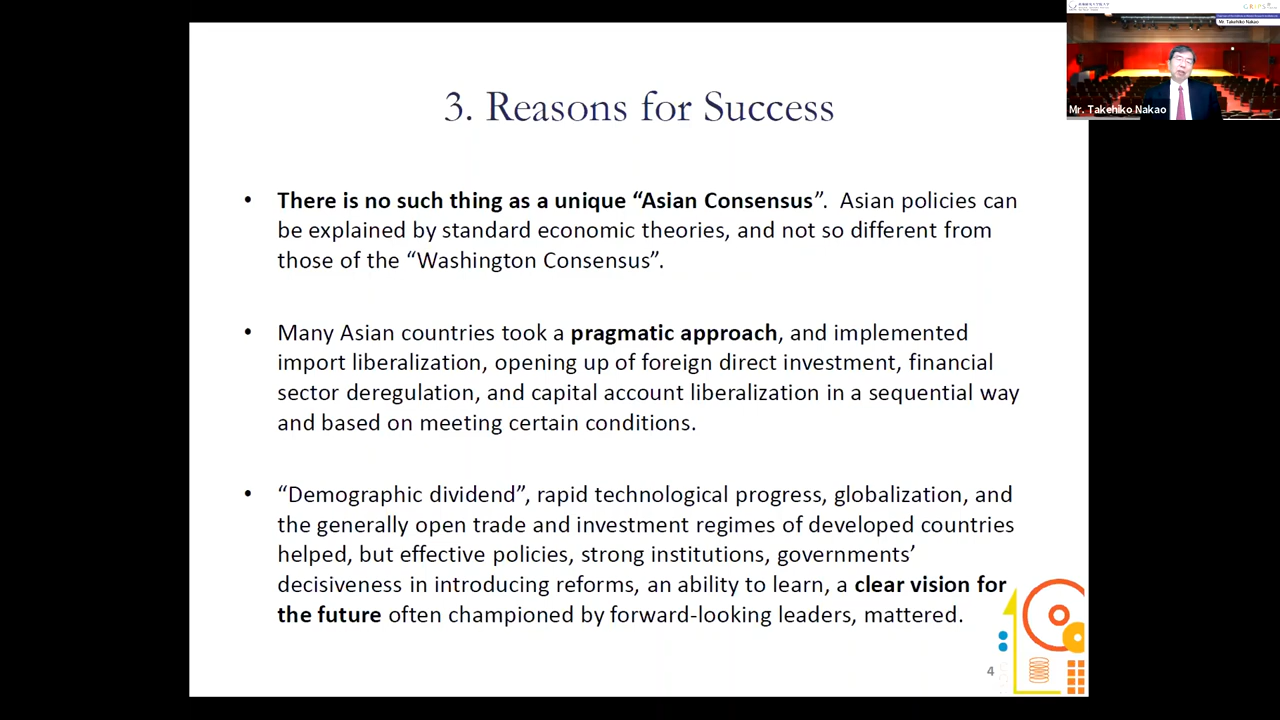 3. Reasons for Success
• There is no such thing as a unique “Asian Consensus”. Asian policies can
be explained by standard economic theories, and not so different from
those of the “Washington Consensus”.
• Many Asian countries took a pragmatic approach, and implemented
import liberalization, opening up of foreign direct investment, financial
sector deregulation, and capital account liberalization in a sequential way
and based on meeting certain conditions.
• “Demographic dividend”, rapid technological progress, globalization, and
the generally open trade and investment regimes of developed countries
helped, but effective policies, strong institutions, governments’
decisiveness in introducing reforms, an ability to learn, a clear vision for
the future often championed by forward-looking leaders, mattered.
4
GRIPS
Mr. Takehiko Nakao
Mr. Takehiko Nakao